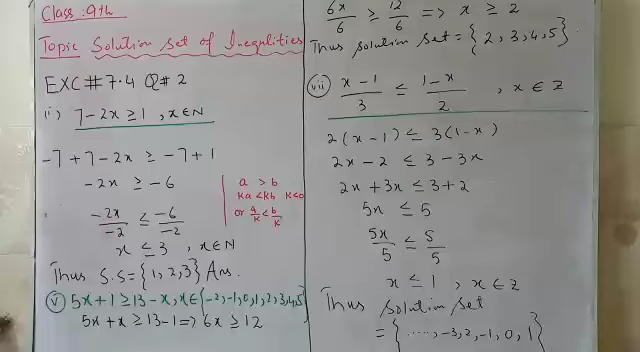 Class: 9th
Topic Solution set of Inequlities
EXC # 7.4 Q # 2
ii) 7-2x ≥ 1 , x∈N
-7+7-2x ≥ -7+1
-2x ≥ -6
-2x/-2 ≤ -6/-2
x ≤ 3 , x∈N
Thus S.S = {1, 2, 3} Ans.
a > b
Ka < Kb K<0
or a/K < b/K
(v) 5x+1 ≥ 13-x, x∈{-2,-1,0,1,2,3,4,5}
5x+x ≥ 13-1 => 6x ≥ 12
6x/6 ≥ 12/6 => x ≥ 2
Thus solution set = {2, 3, 4, 5}
(vii) x-1/3 ≤ 1-x/2 , x ∈ Z
2(x-1) ≤ 3(1-x)
2x-2 ≤ 3-3x
2x+3x ≤ 3+2
5x ≤ 5
5x/5 ≤ 5/5
x ≤ 1 , x∈Z
Thus solution set
= {....., -3, 2, -1, 0, 1}